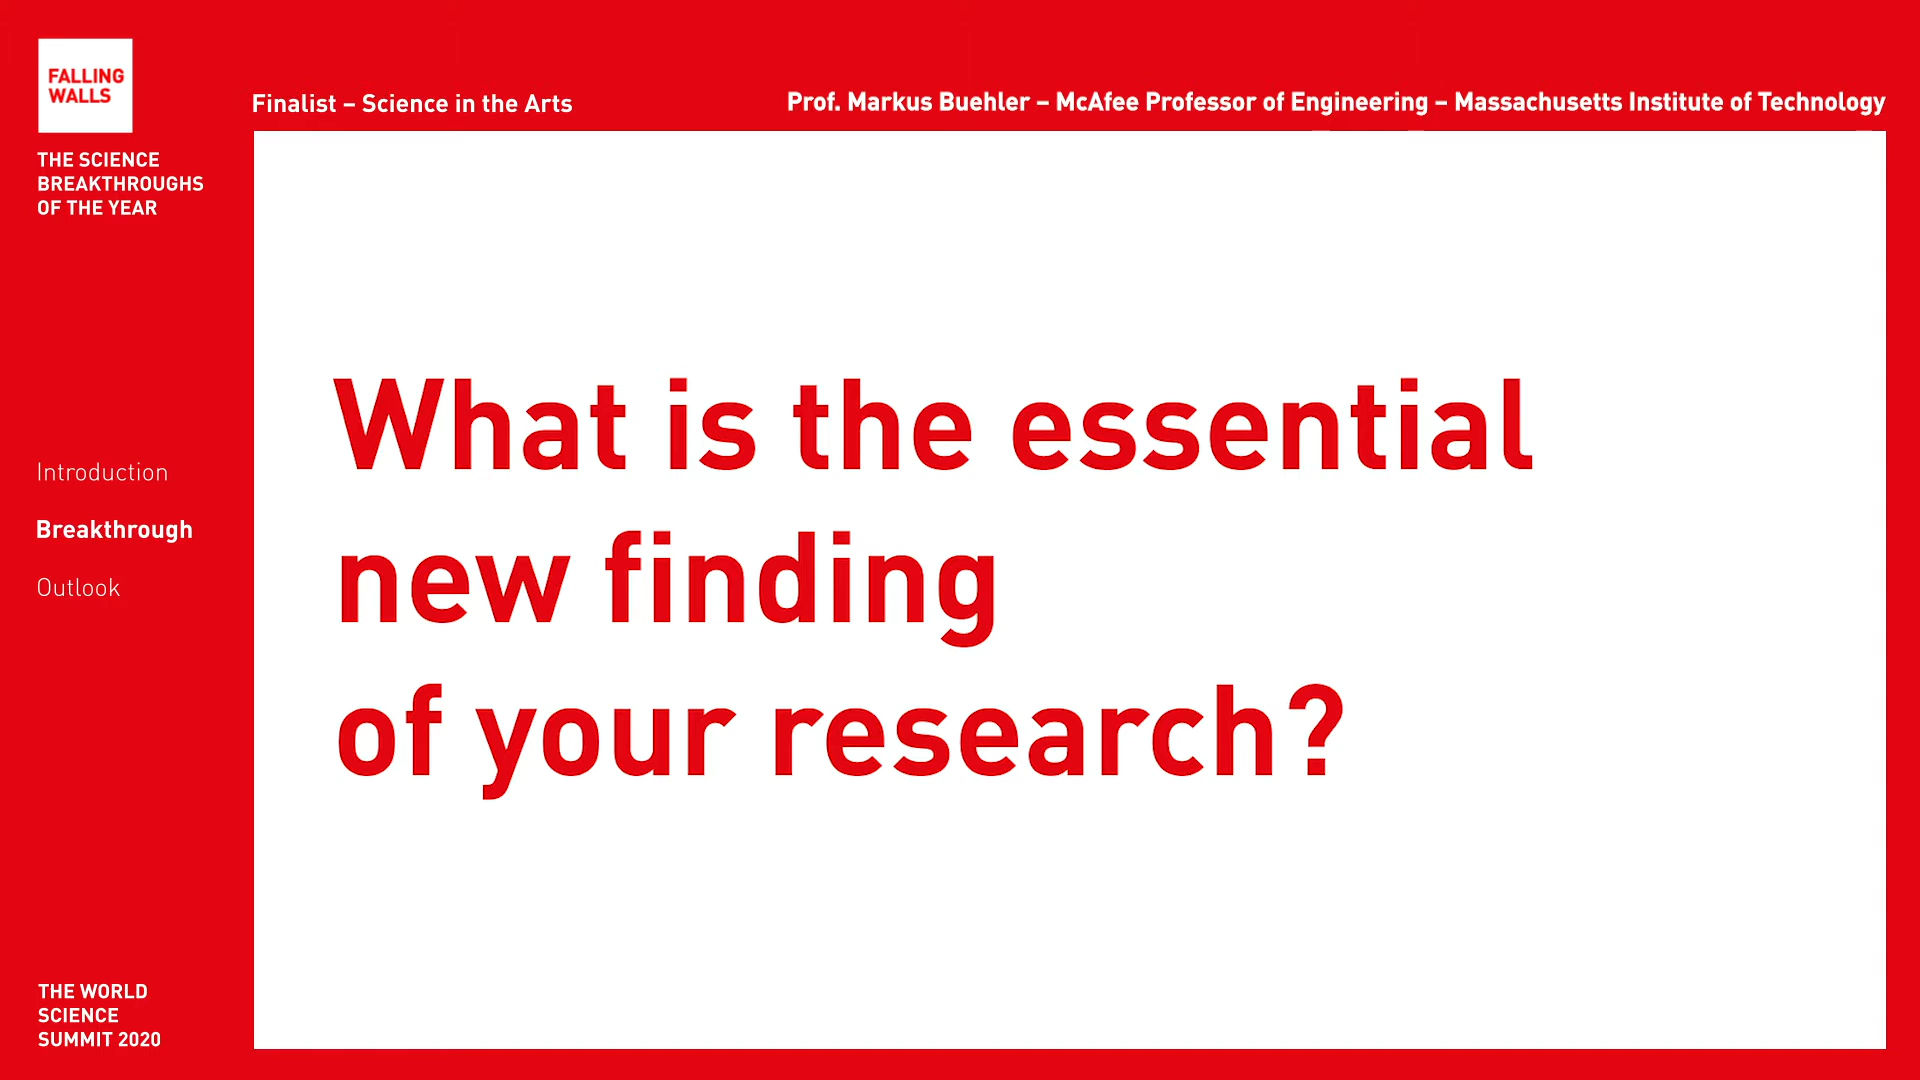 FALLING
WALLS
THE SCIENCE
BREAKTHROUGHS
OF THE YEAR
Finalist – Science in the Arts
Prof. Markus Buehler – McAfee Professor of Engineering – Massachusetts Institute of Technology
Introduction
Breakthrough
Outlook
What is the essential
new finding
of your research?
THE WORLD
SCIENCE
SUMMIT 2020